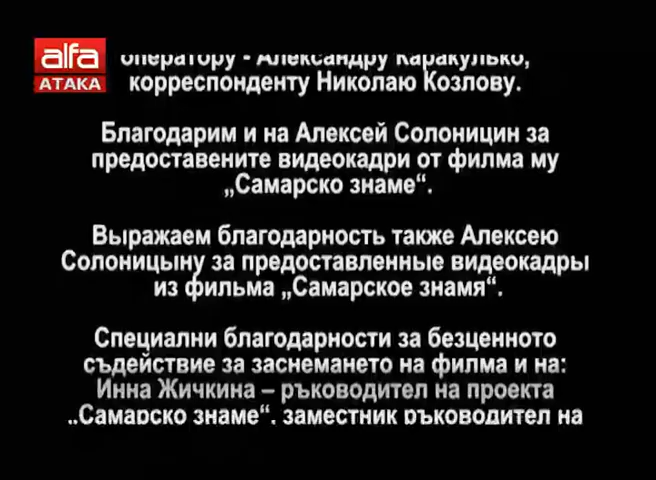 alfa
АТАКА
оператору - Александру Каракулько,
корреспонденту Николаю Козлову.
Благодарим и на Алексей Солоницин за
предоставените видеокадри от филма му
„Самарско знаме“.
Выражаем благодарность также Алексею
Солоницыну за предоставленные видеокадры
из фильма „Самарское знамя“.
Специални благодарности за безценното
съдействие за заснемането на филма и на:
Инна Жичкина – ръководител на проекта
„Самарско знаме“, заместник ръководител на